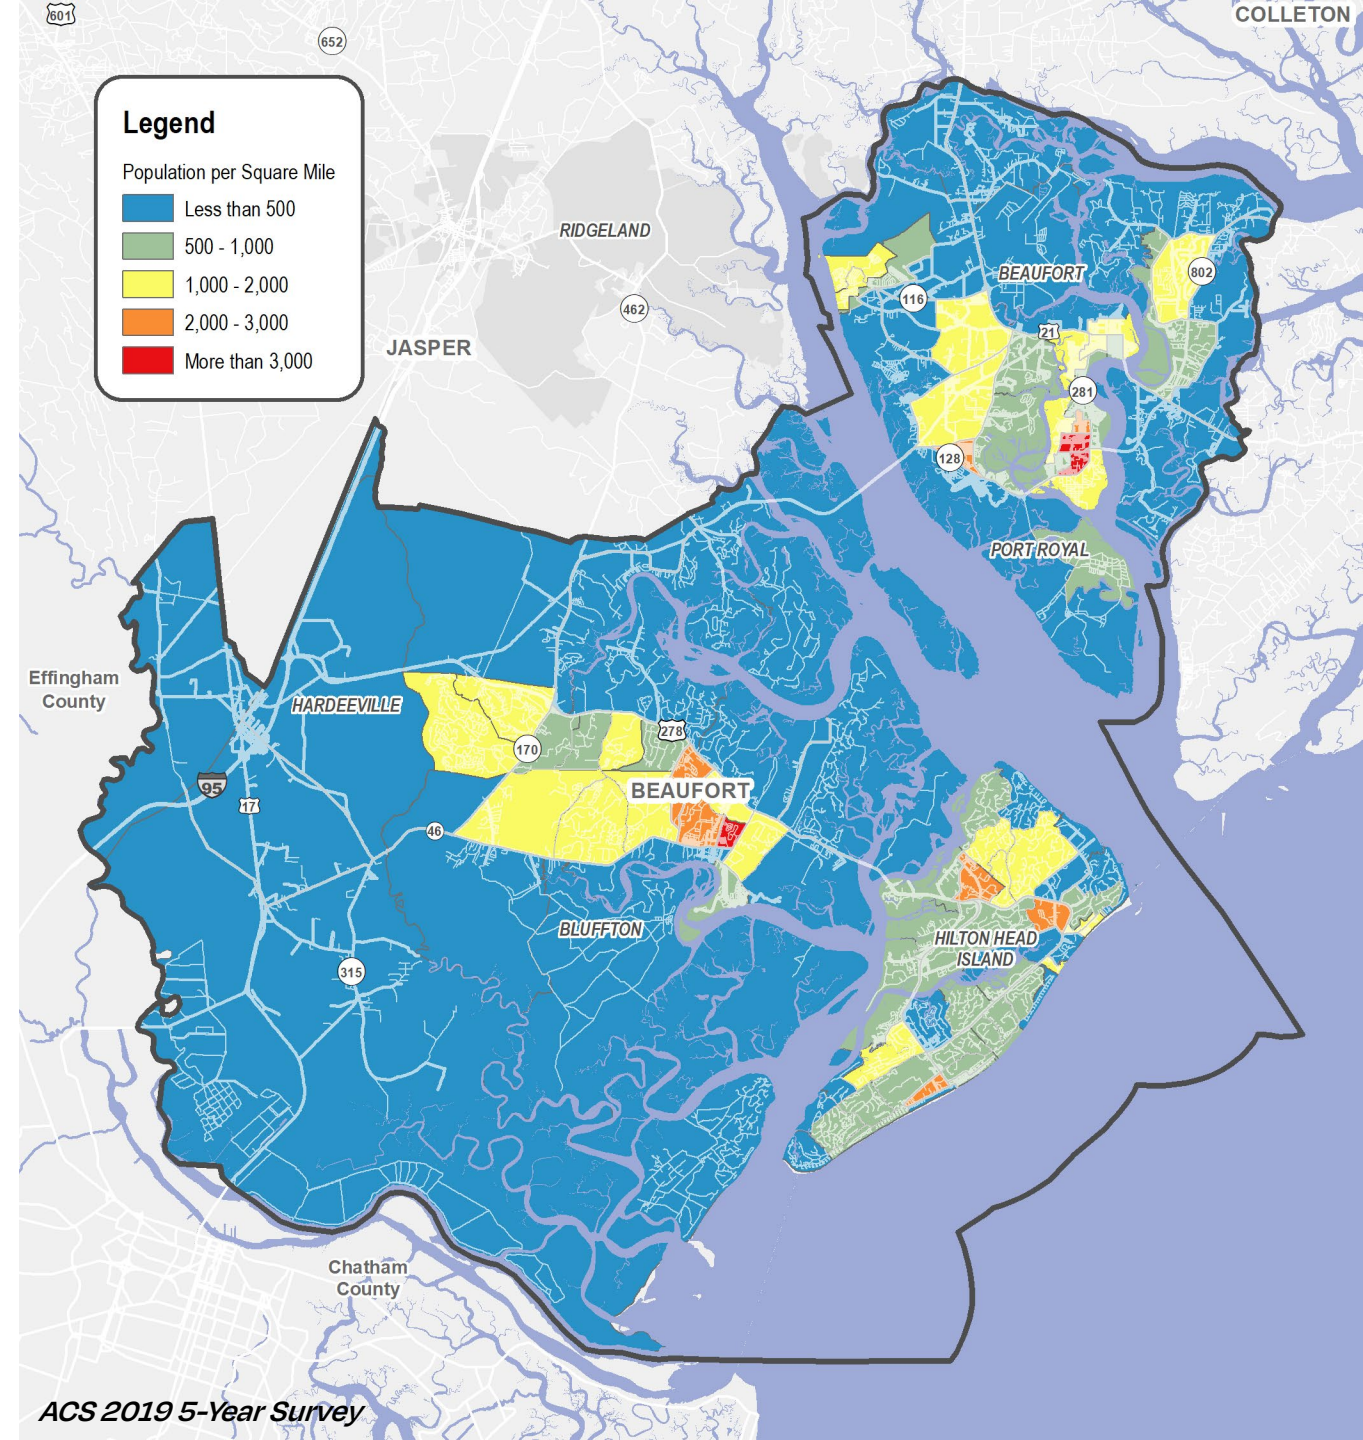 601
652
COLLETON
Legend
Population per Square Mile
Less than 500
500 - 1,000
1,000 - 2,000
2,000 - 3,000
More than 3,000
RIDGELAND
462
JASPER
BEAUFORT
802
116
21
281
128
PORT ROYAL
Effingham
County
HARDEEVILLE
170
278
95
17
BEAUFORT
46
BLUFFTON
HILTON HEAD
ISLAND
315
Chatham
County
ACS 2019 5-Year Survey